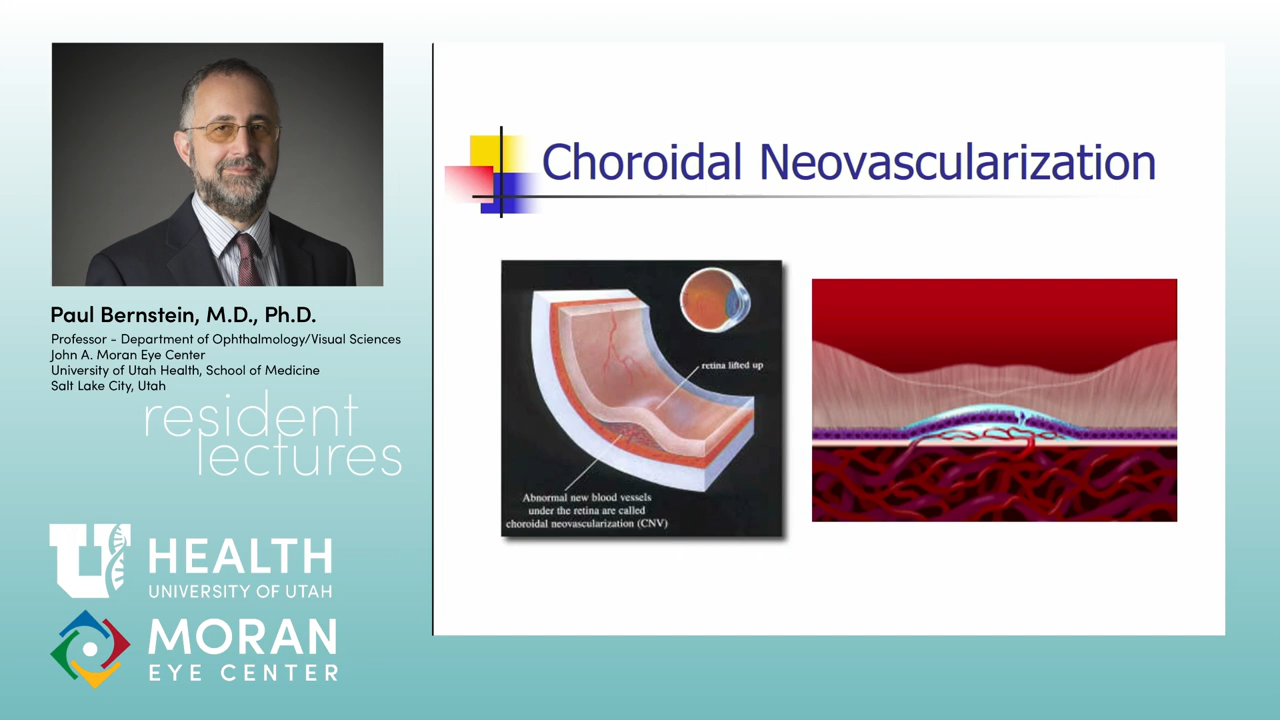 Paul Bernstein, M.D., Ph.D.
Professor - Department of Ophthalmology/Visual Sciences
John A. Moran Eye Center
University of Utah Health, School of Medicine
Salt Lake City, Utah
resident
lectures
U HEALTH
UNIVERSITY OF UTAH
MORAN
EYE CENTER
Choroidal Neovascularization
retina lifted up
Abnormal new blood vessels
under the retina are called
choroidal neovascularization (CNV)